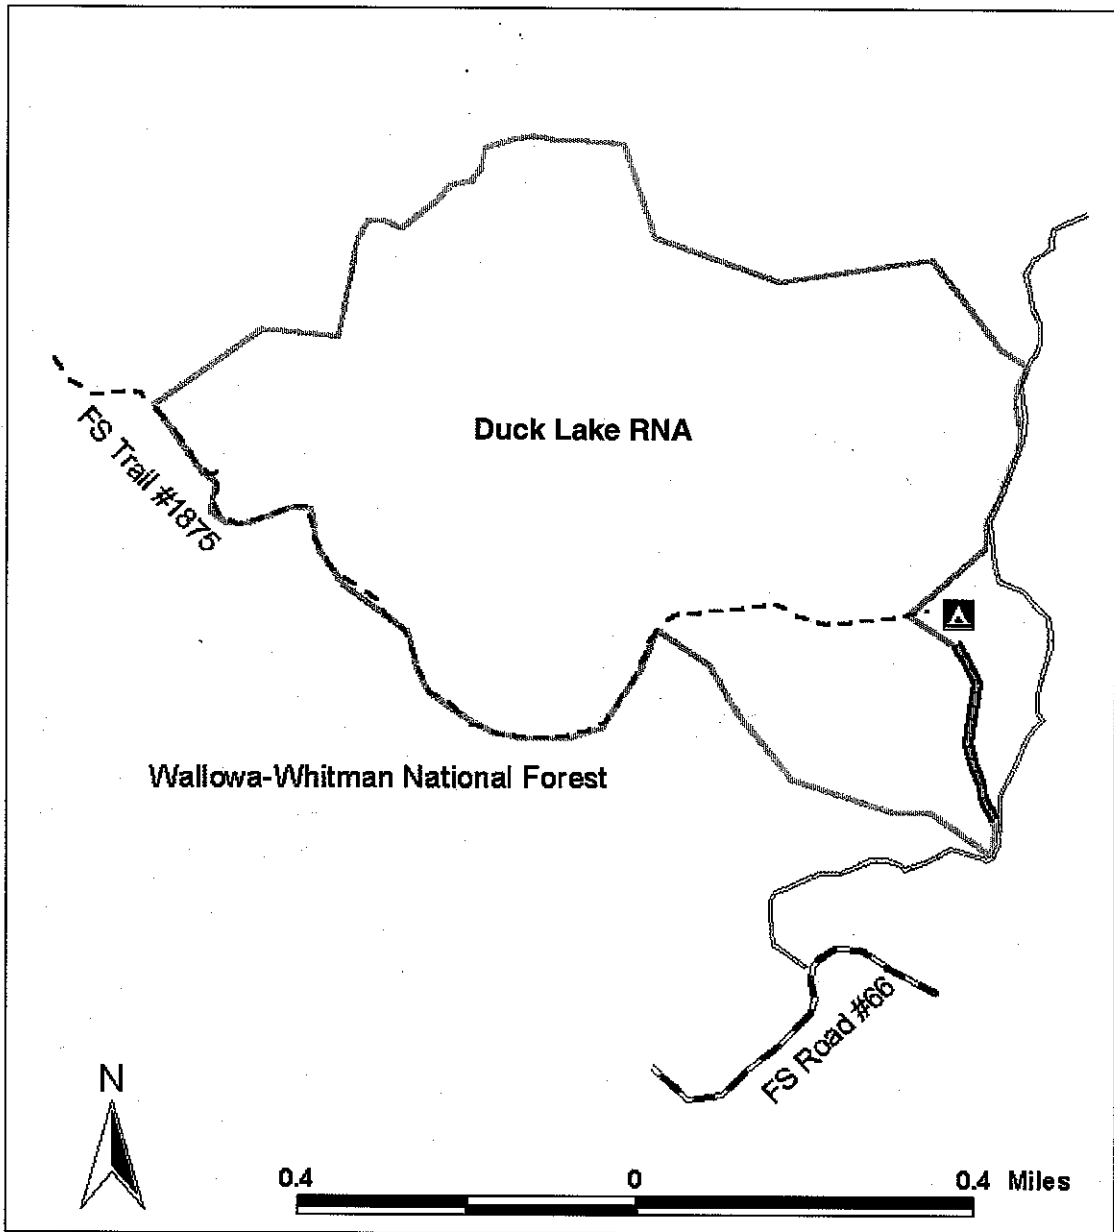 Duck Lake RNA
FS Trail #1875
Wallowa-Whitman National Forest
FS Road #66
N
0.4 0 0.4 Miles